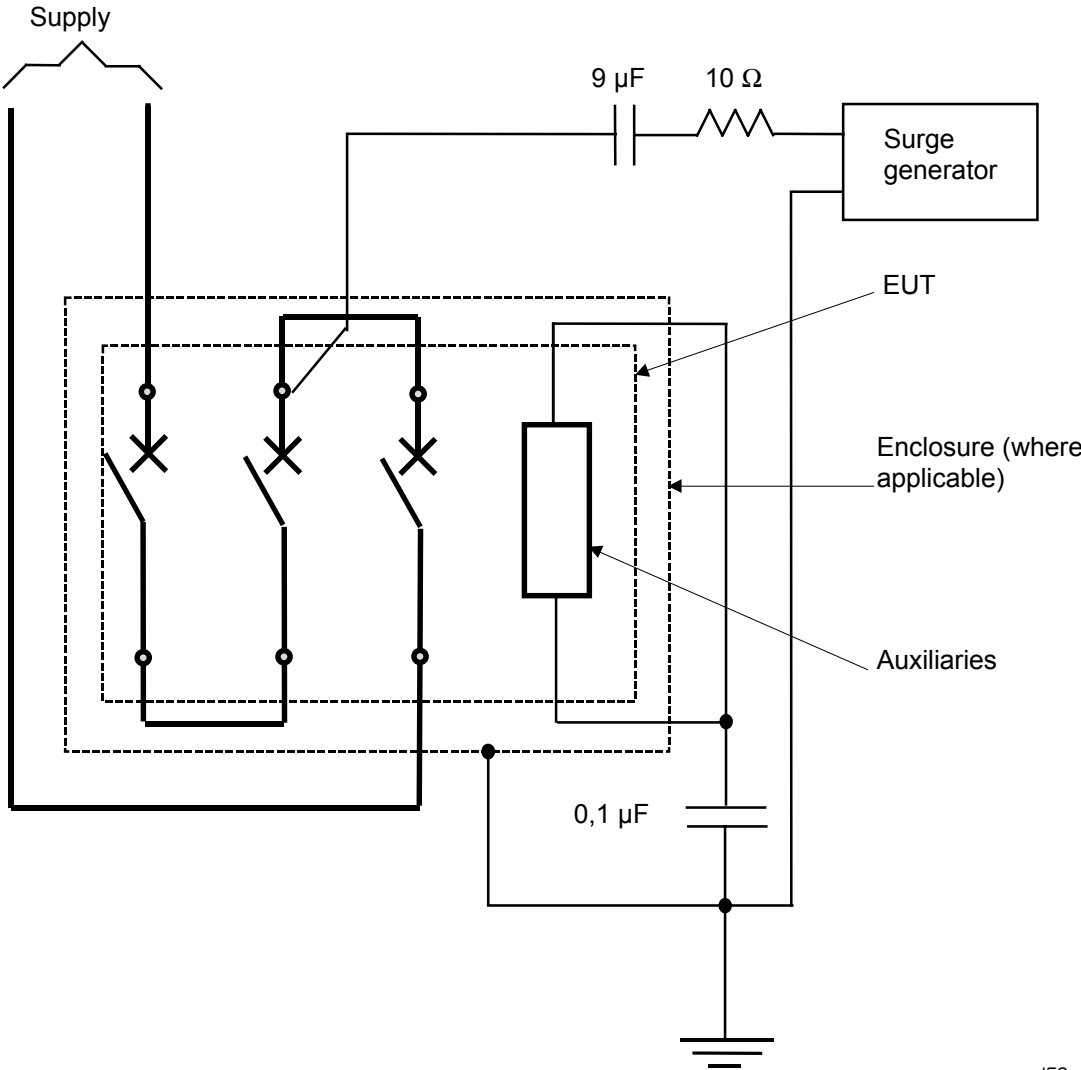 Supply
9 µF
10 Ω
Surge
generator
EUT
Enclosure (where
applicable)
Auxiliaries
0,1 µF